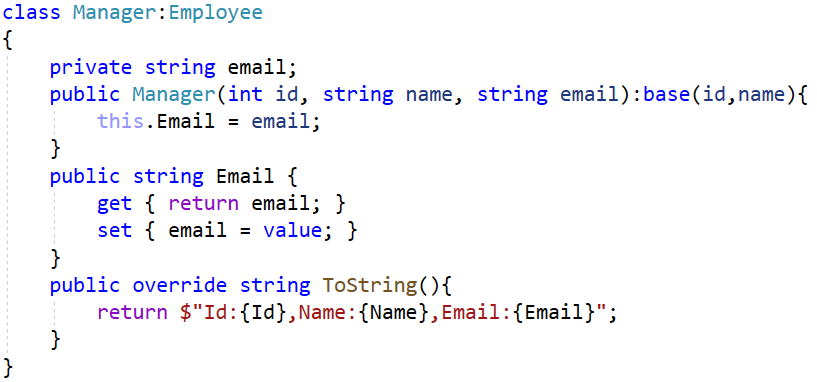 class Manager:Employee
{
    private string email;
    public Manager(int id, string name, string email):base(id,name){
        this.Email = email;
    }
    public string Email {
        get { return email; }
        set { email = value; }
    }
    public override string ToString(){
        return $"Id:{Id},Name:{Name},Email:{Email}";
    }
}